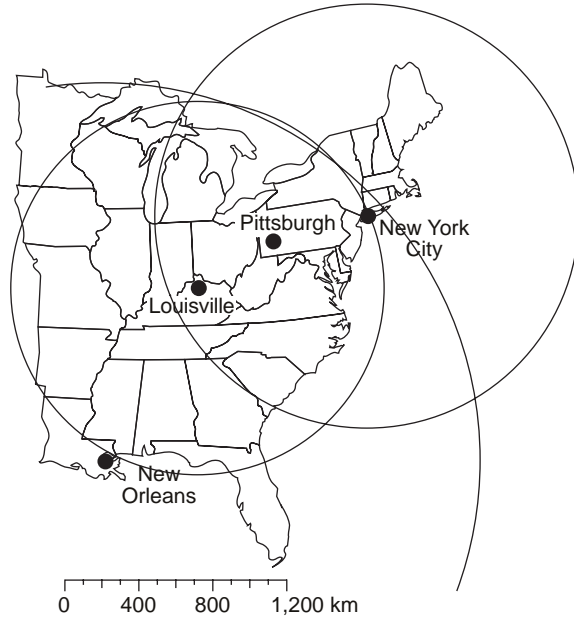 Pittsburgh
New York
City
Louisville
New
Orleans
0 400 800 1,200 km